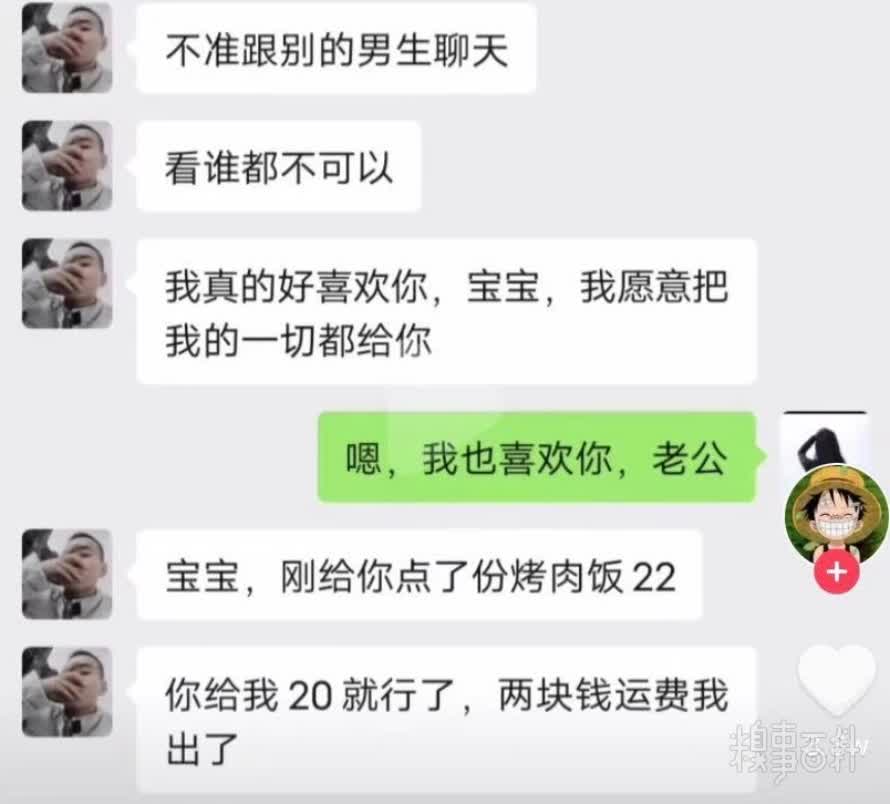 不准跟别的男生聊天
看谁都不可以
我真的好喜欢你，宝宝，我愿意把
我的一切都给你
嗯，我也喜欢你，老公
宝宝，刚给你点了份烤肉饭 22
你给我 20 就行了，两块钱运费我
出了
糗事百科